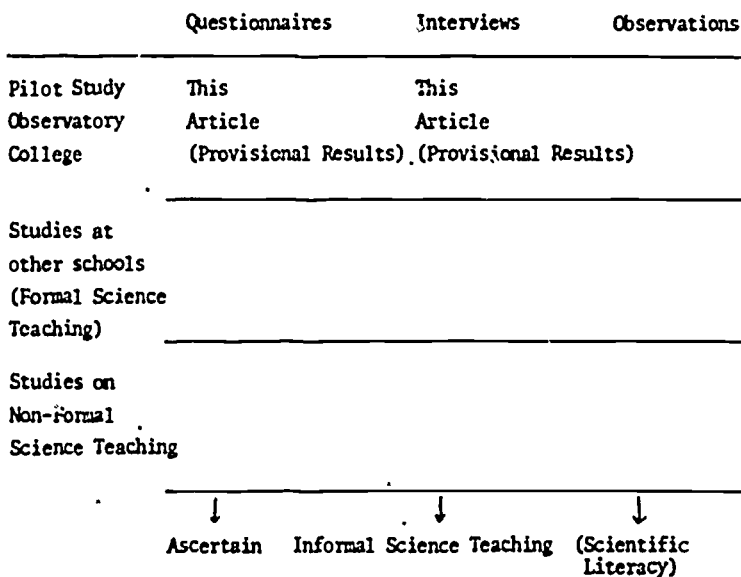 Questionnaires Interviews Observations
Pilot Study This This
Observatory Article Article
College (Provisional Results) (Provisional Results)
Studies at
other schools
(Formal Science
Teaching)
Studies on
Non-Formal
Science Teaching
↓ ↓ ↓
Ascertain Informal Science Teaching (Scientific
Literacy)